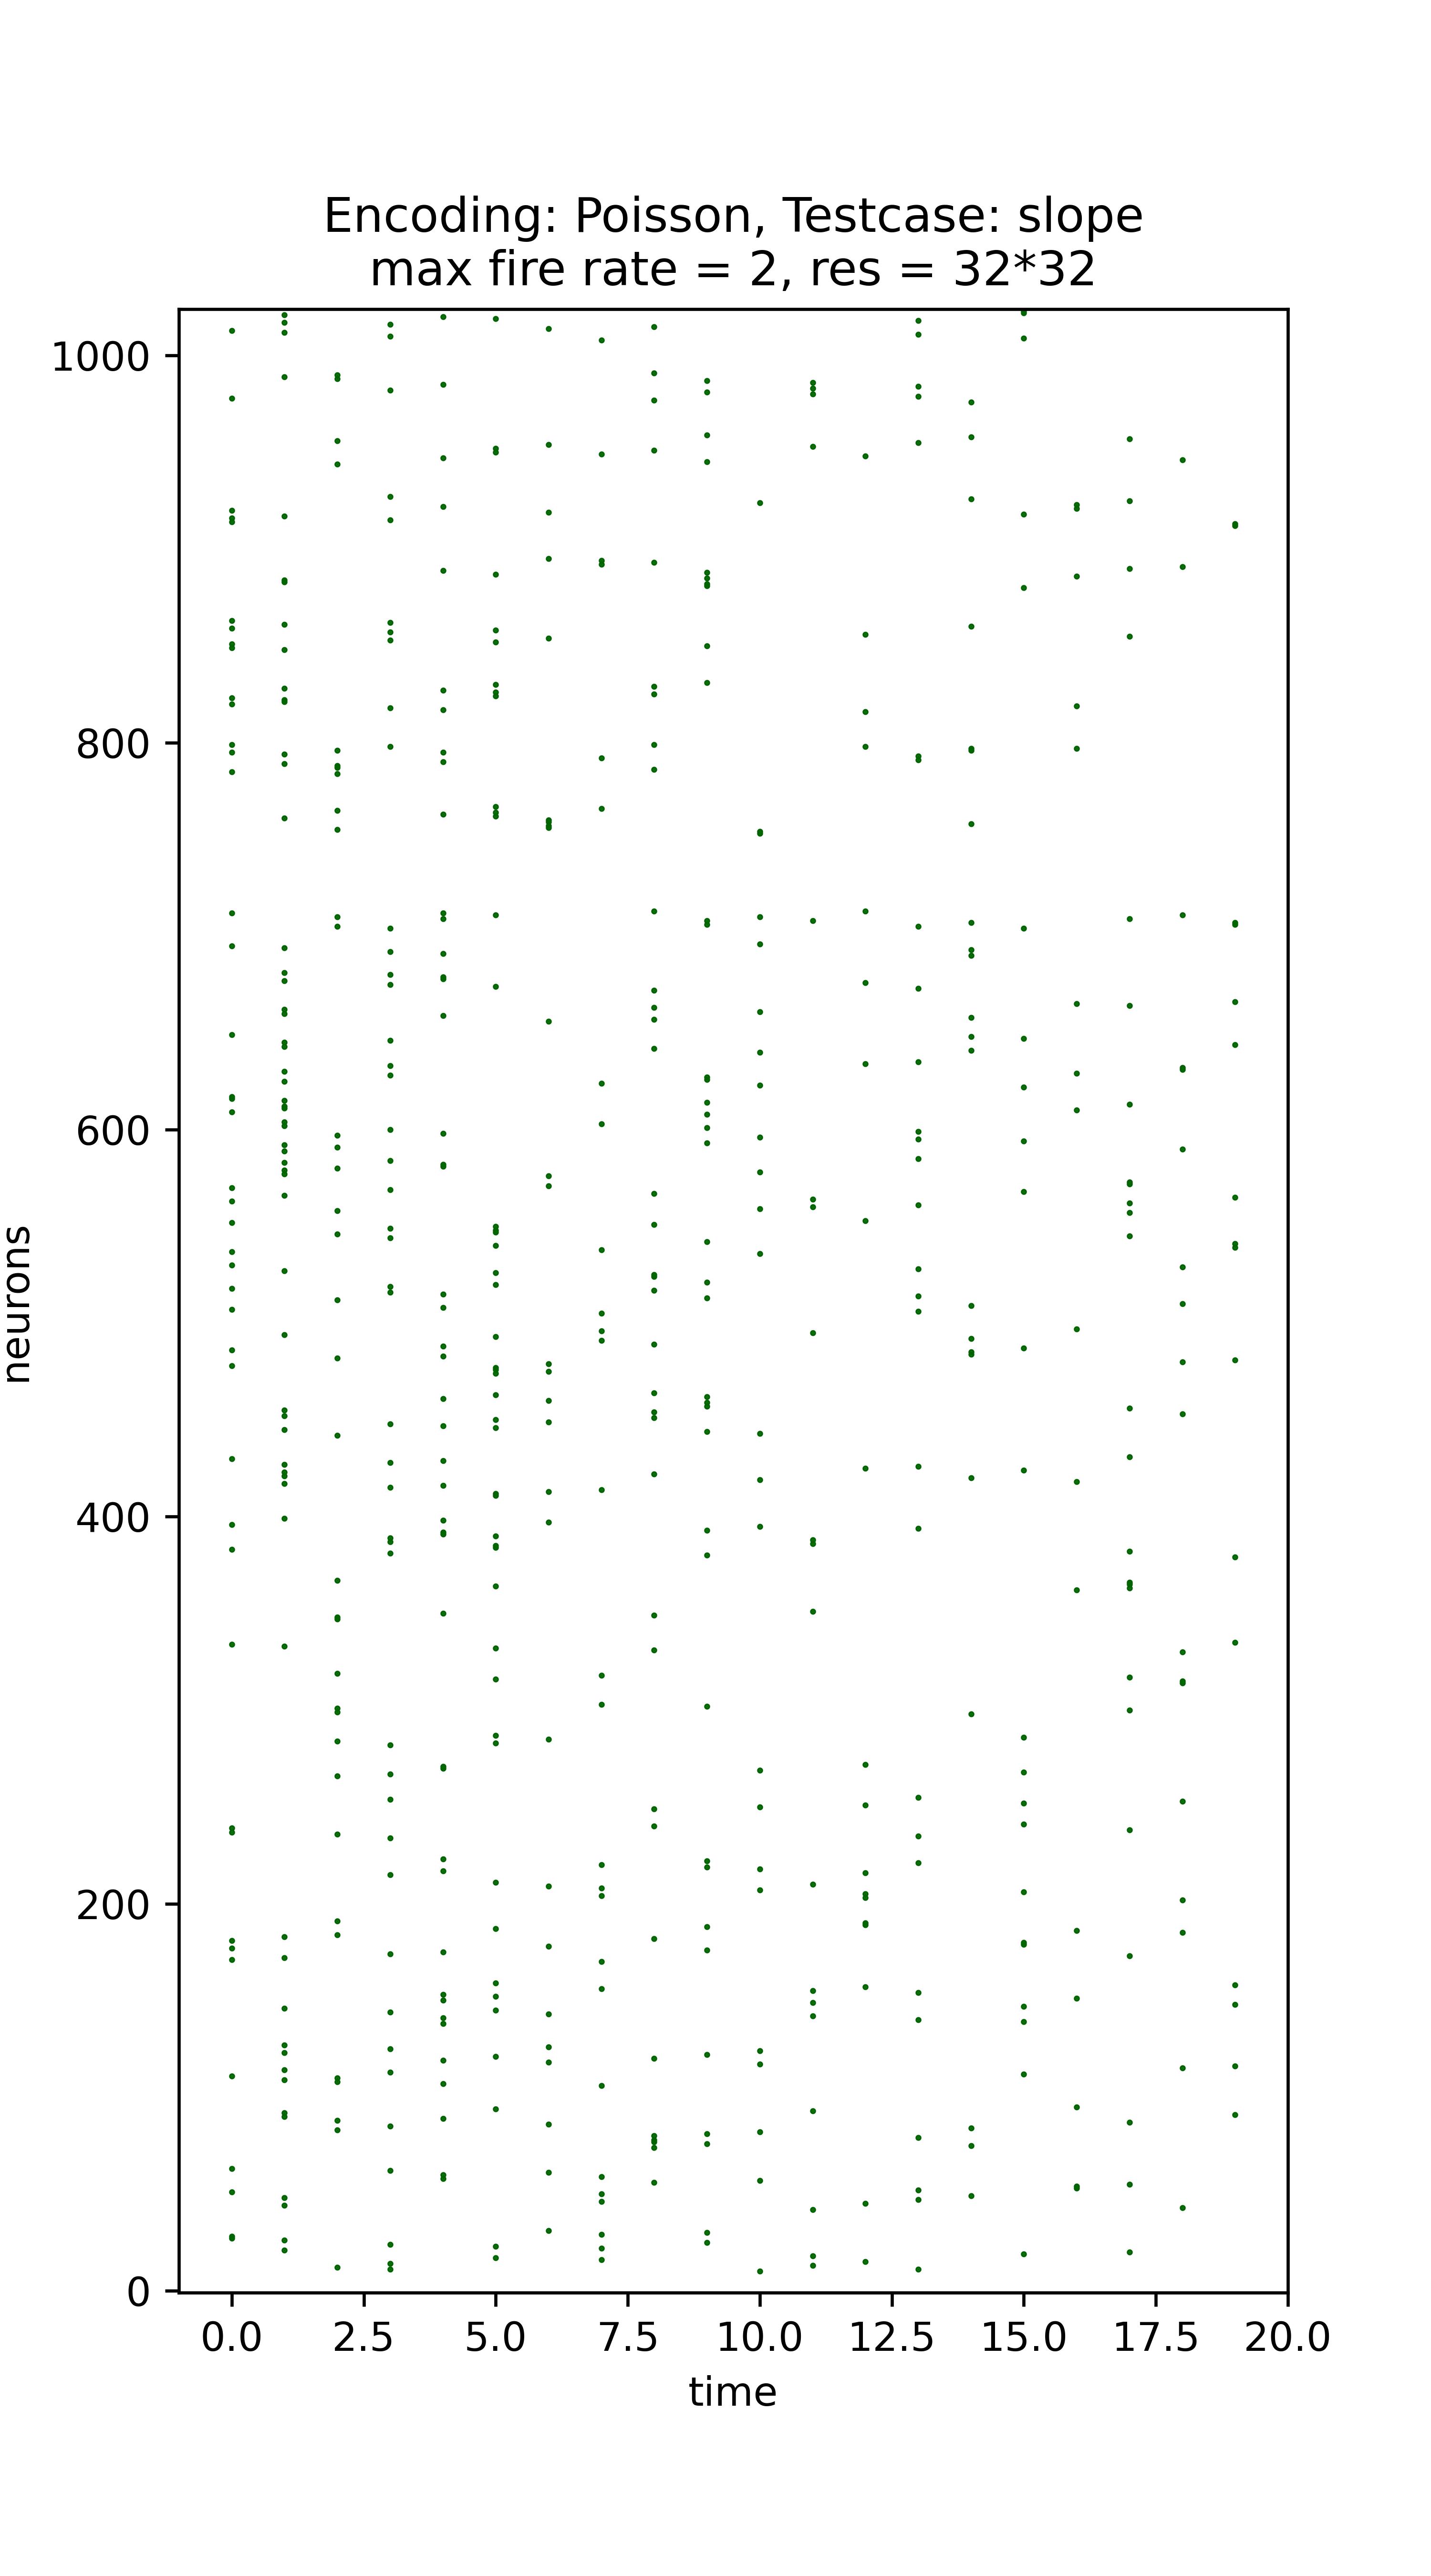 Encoding: Poisson, Testcase: slope
max fire rate = 2, res = 32*32
1000
800
600
400
200
0
neurons
0.0 2.5 5.0 7.5 10.0 12.5 15.0 17.5 20.0
time